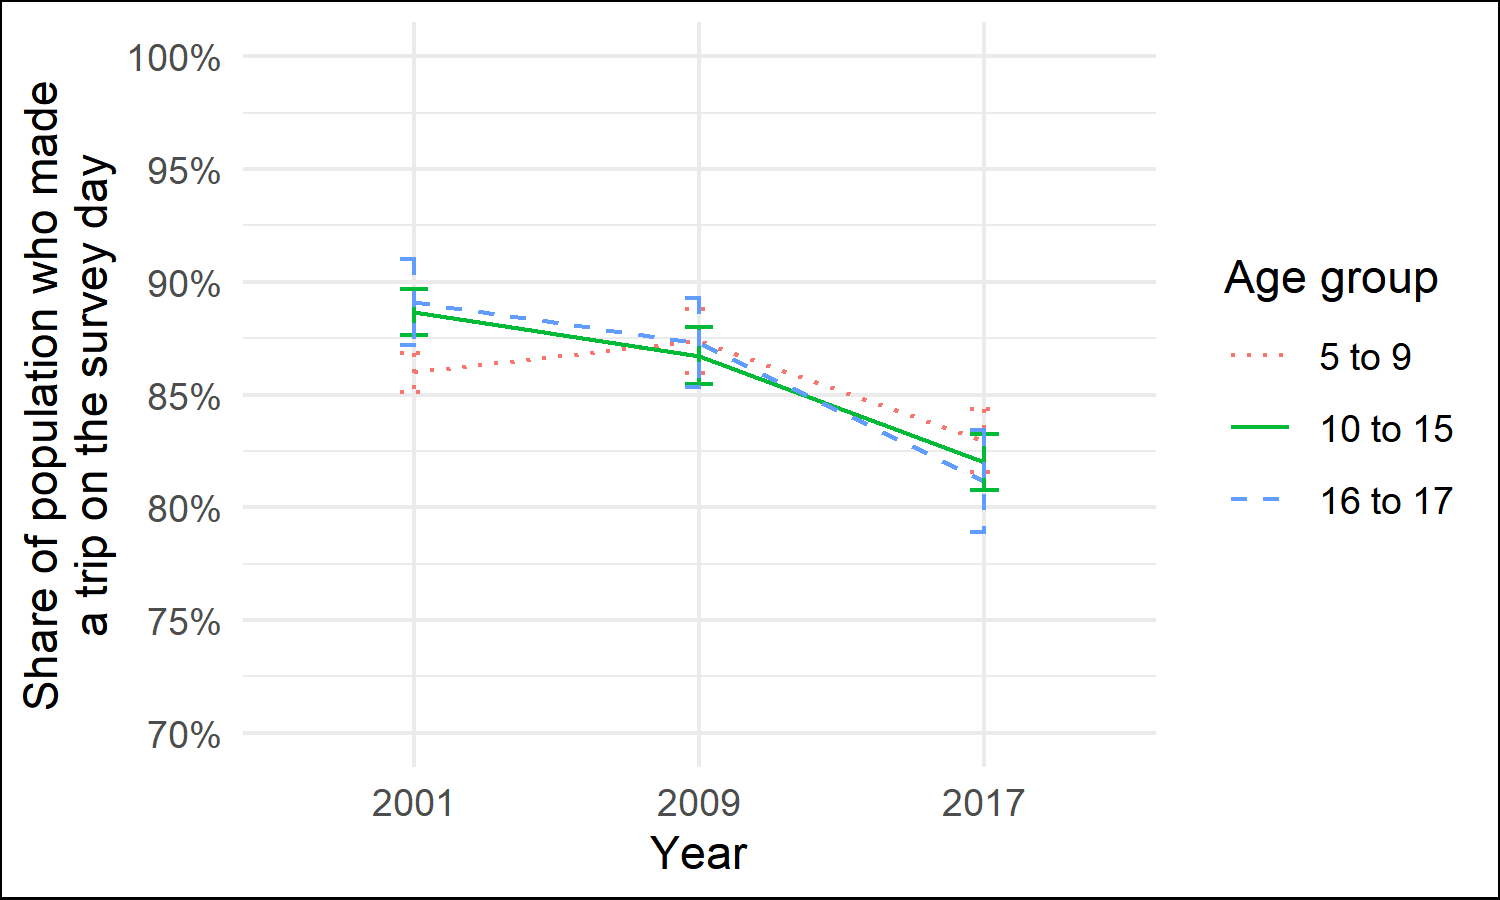 Share of population who made
a trip on the survey day
100%
95%
90%
85%
80%
75%
70%
2001
2009
2017
Year
Age group
5 to 9
10 to 15
16 to 17